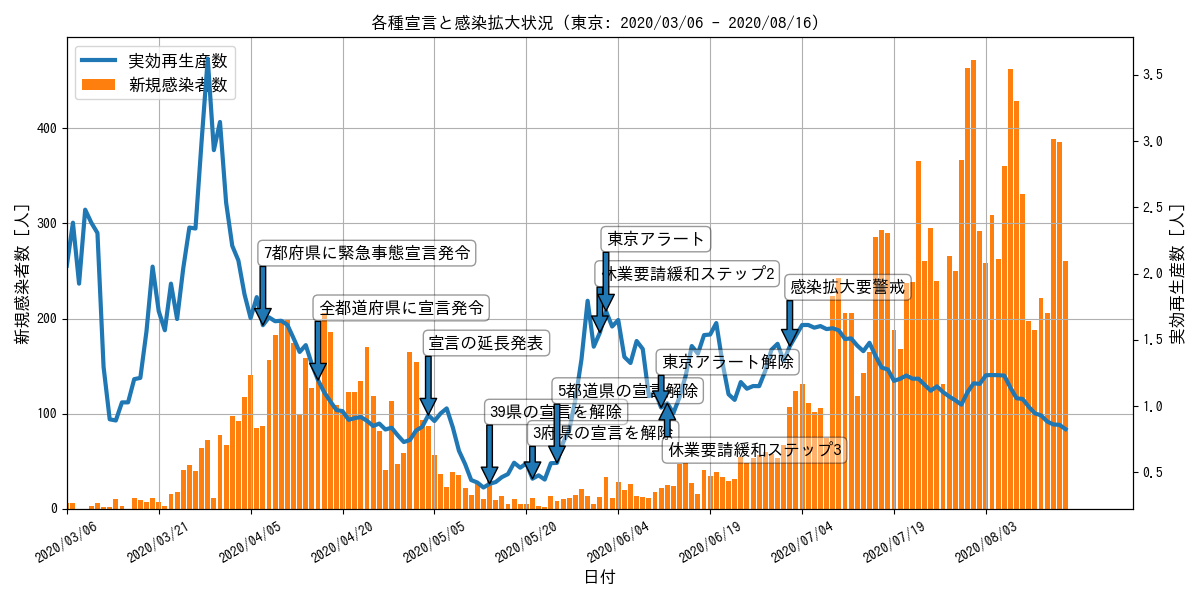 各種宣言と感染拡大状況 (東京: 2020/03/06 - 2020/08/16)
実効再生産数
新規感染者数
新規感染者数 [人]
400
300
200
100
0
3.5
3.0
2.5
2.0
1.5
1.0
0.5
実効再生産数 [人]
7都府県に緊急事態宣言発令
全都道府県に宣言発令
宣言の延長発表
39県の宣言を解除
3府県の宣言を解除
5都道県の宣言解除
休業要請緩和ステップ2
東京アラート
東京アラート解除
休業要請緩和ステップ3
感染拡大要警戒
2020/03/06
2020/03/21
2020/04/05
2020/04/20
2020/05/05
2020/05/20
2020/06/04
2020/06/19
2020/07/04
2020/07/19
2020/08/03
日付